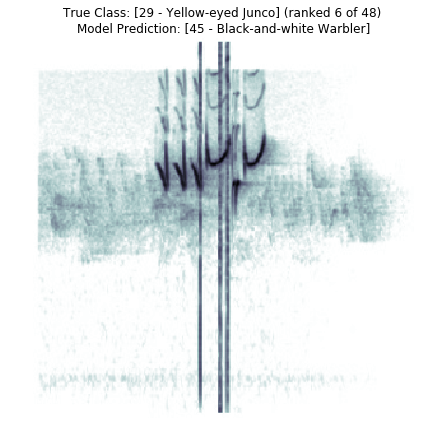 True Class: [29 - Yellow-eyed Junco] (ranked 6 of 48)
Model Prediction: [45 - Black-and-white Warbler]